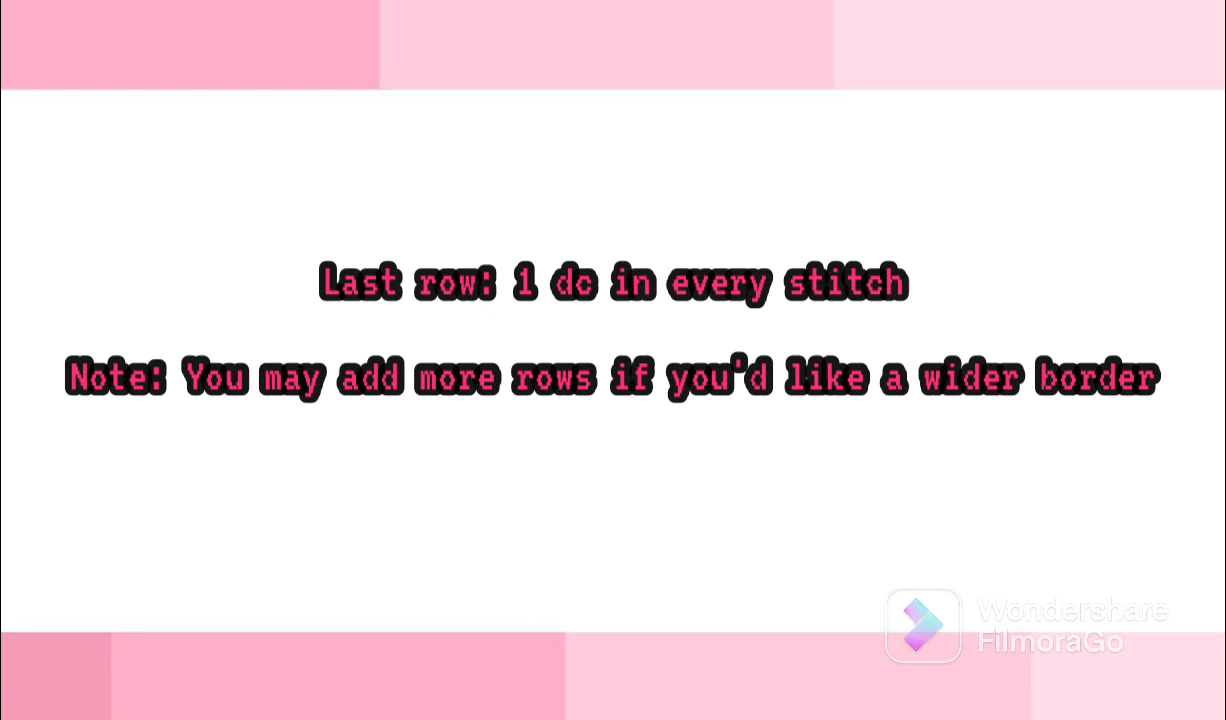 Last row: 1 dc in every stitch
Note: You may add more rows if you'd like a wider border
Wondershare
FilmoraGo